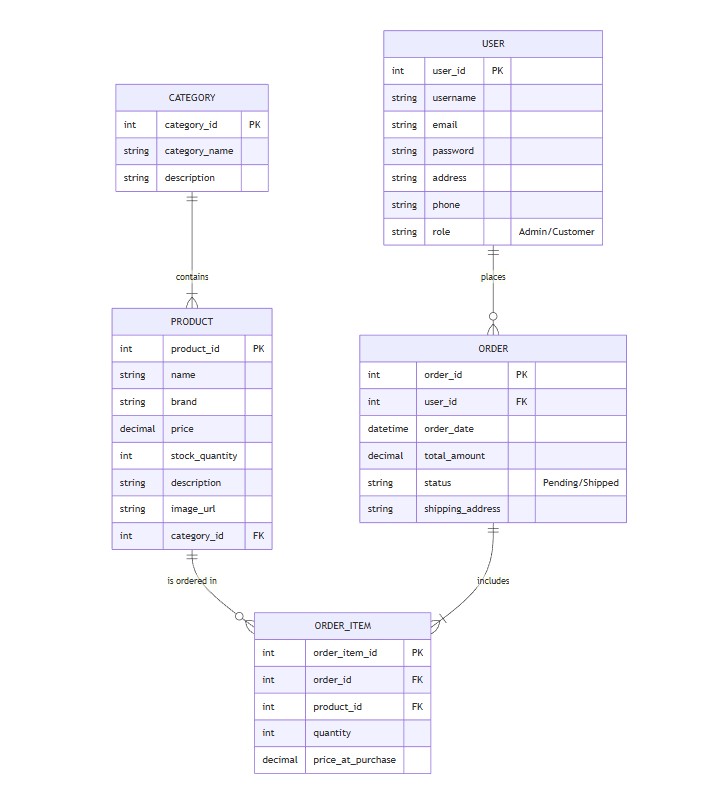 USER
int user_id PK
string username
string email
string password
string address
string phone
string role Admin/Customer
CATEGORY
int category_id PK
string category_name
string description
contains
places
PRODUCT
int product_id PK
string name
string brand
decimal price
int stock_quantity
string description
string image_url
int category_id FK
ORDER
int order_id PK
int user_id FK
datetime order_date
decimal total_amount
string status Pending/Shipped
string shipping_address
is ordered in
includes
ORDER_ITEM
int order_item_id PK
int order_id FK
int product_id FK
int quantity
decimal price_at_purchase